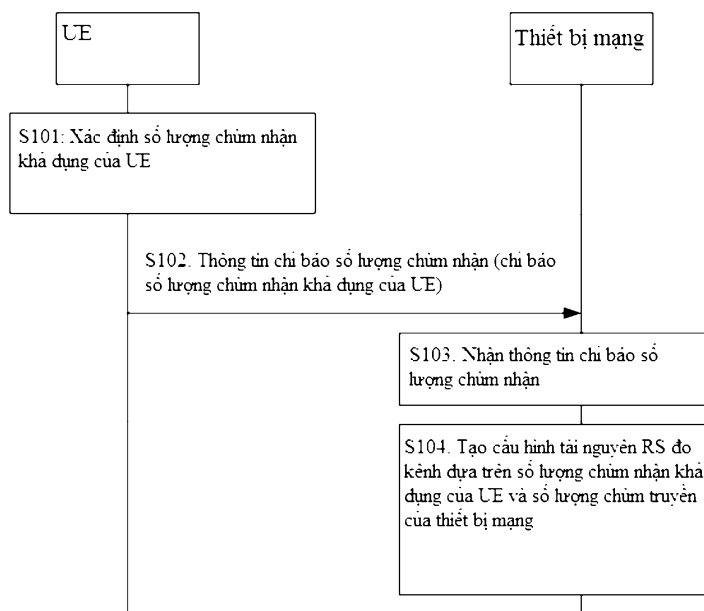 UE
Thiết bị mạng
S101: Xác định số lượng chùm nhận
khả dụng của UE
S102. Thông tin chỉ báo số lượng chùm nhận (chỉ báo
số lượng chùm nhận khả dụng của UE)
S103. Nhận thông tin chỉ báo số
lượng chùm nhận
S104. Tạo cấu hình tài nguyên RS đo
kênh dựa trên số lượng chùm nhận khả
dụng của UE và số lượng chùm truyền
của thiết bị mạng